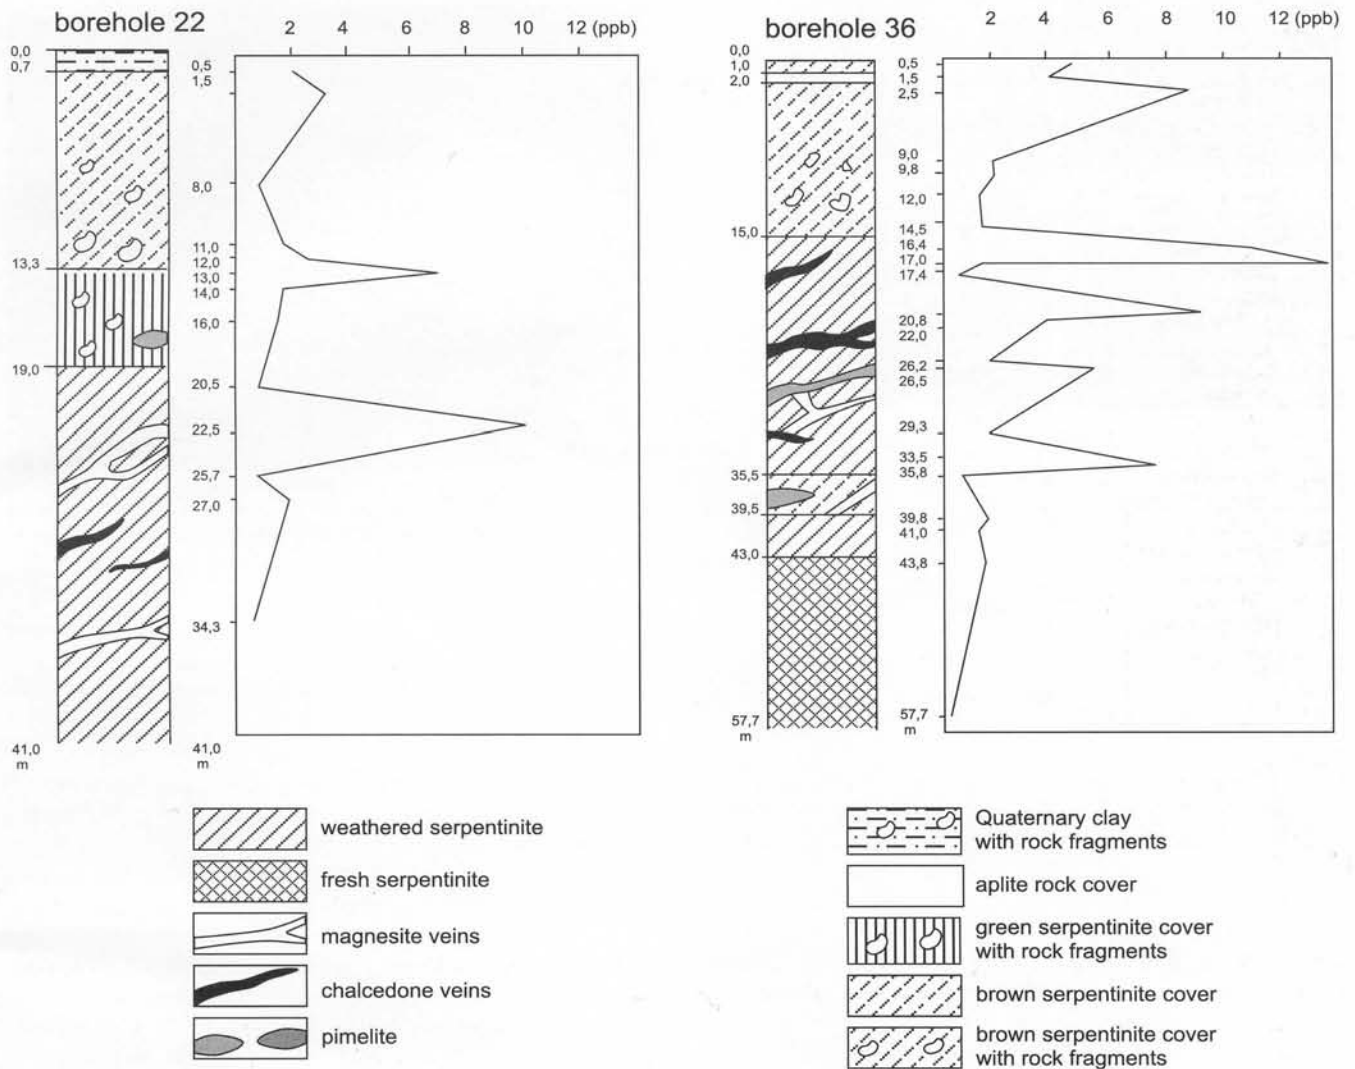 borehole 22
2 4 6 8 10 12 (ppb)
0,0
0,7
13,3
19,0
41,0
m
0,5
1,5
8,0
11,0
12,0
13,0
14,0
16,0
20,5
22,5
25,7
27,0
34,3
41,0
m
borehole 36
2 4 6 8 10 12 (ppb)
0,0
1,0
2,0
15,0
35,5
39,5
43,0
57,7
m
0,5
1,5
2,5
9,0
9,8
12,0
14,5
16,4
17,0
17,4
20,8
22,0
26,2
26,5
29,3
33,5
35,8
39,8
41,0
43,8
57,7
m
weathered serpentinite
fresh serpentinite
magnesite veins
chalcedone veins
pimelite
Quaternary clay
with rock fragments
aplite rock cover
green serpentinite cover
with rock fragments
brown serpentinite cover
brown serpentinite cover
with rock fragments